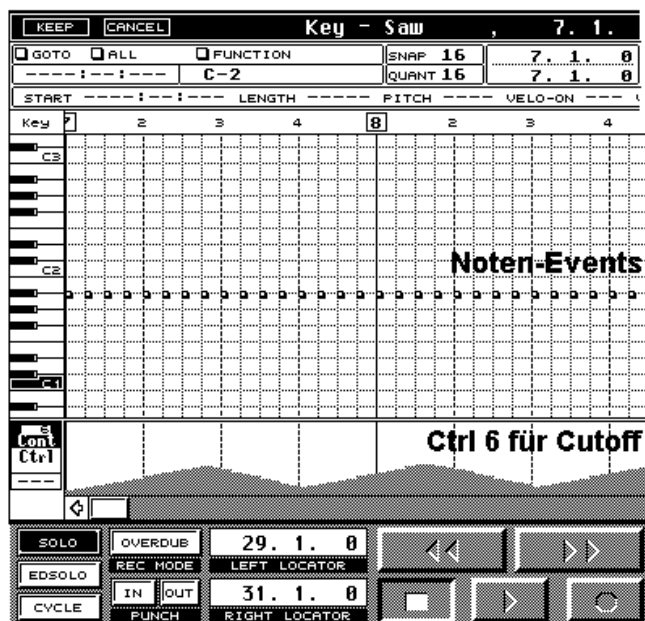 KEEP CANCEL Key - Saw , 7. 1.
GOTO ALL FUNCTION SNAP 16 7. 1. 0
----:--:--- C-2 QUANT 16 7. 1. 0
START ----:--:--- LENGTH ----- PITCH ---- VELO-ON ---
Key 7 2 3 4 8 2 3 4
C3
C2
Noten-Events
C1
6
Cont
Ctrl
---
Ctrl 6 für Cutoff
SOLO OVERDUB 29. 1. 0
REC MODE LEFT LOCATOR
EDSOLO
IN OUT 31. 1. 0
CYCLE
PUNCH RIGHT LOCATOR